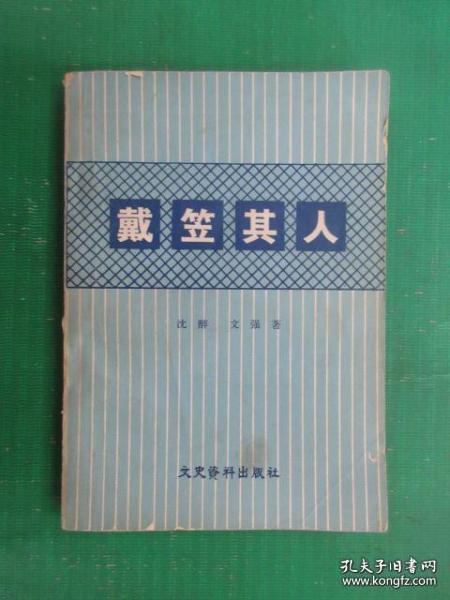 戴笠其人
沈醉 文强著
文史资料出版社
孔夫子旧书网
www.kongfz.com